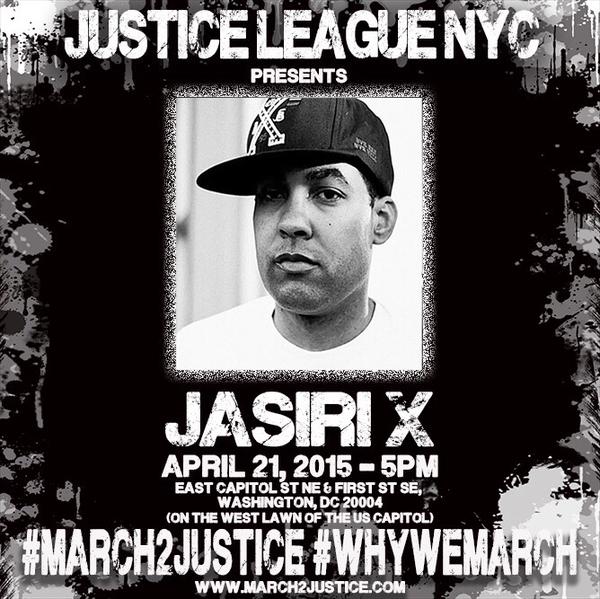 JUSTICE LEAGUE NYC
PRESENTS
JASIRI X
APRIL 21, 2015 - 5PM
EAST CAPITOL ST NE & FIRST ST SE,
WASHINGTON, DC 20004
(ON THE WEST LAWN OF THE US CAPITOL)
#MARCH2JUSTICE #WHYWEMARCH
WWW.MARCH2JUSTICE.COM